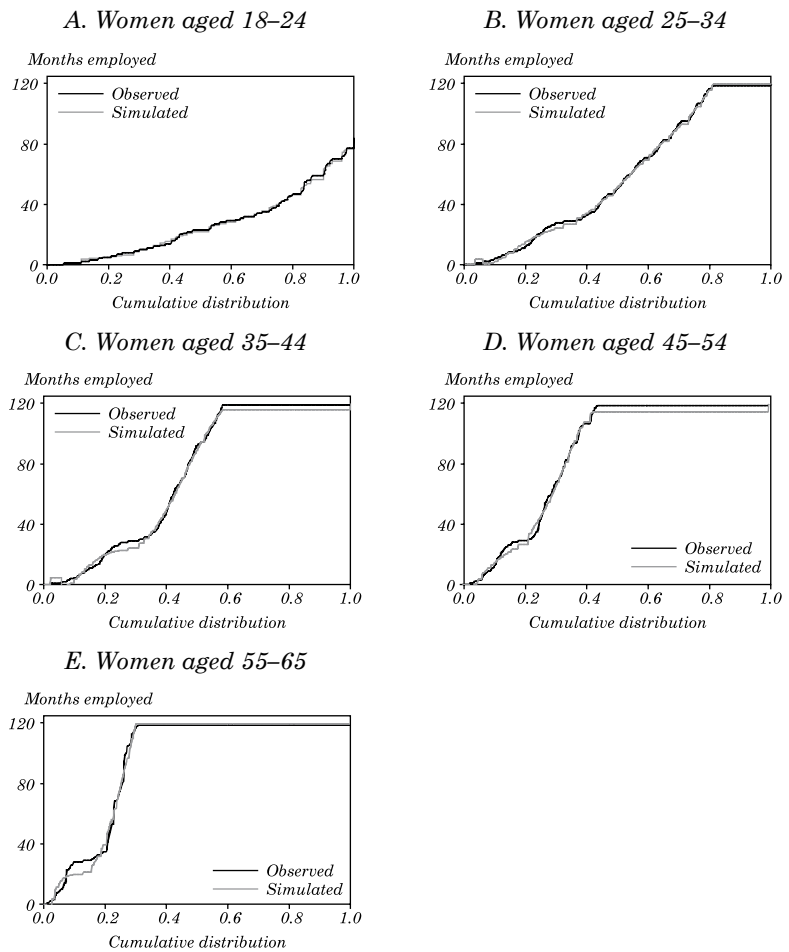 A. Women aged 18–24
Months employed
120
80
40
0
Observed
Simulated
0.0 0.2 0.4 0.6 0.8 1.0
Cumulative distribution
B. Women aged 25–34
Months employed
120
80
40
0
Observed
Simulated
0.0 0.2 0.4 0.6 0.8 1.0
Cumulative distribution
C. Women aged 35–44
Months employed
120
80
40
0
Observed
Simulated
0.0 0.2 0.4 0.6 0.8 1.0
Cumulative distribution
D. Women aged 45–54
Months employed
120
80
40
0
Observed
Simulated
0.0 0.2 0.4 0.6 0.8 1.0
Cumulative distribution
E. Women aged 55–65
Months employed
120
80
40
0
Observed
Simulated
0.0 0.2 0.4 0.6 0.8 1.0
Cumulative distribution